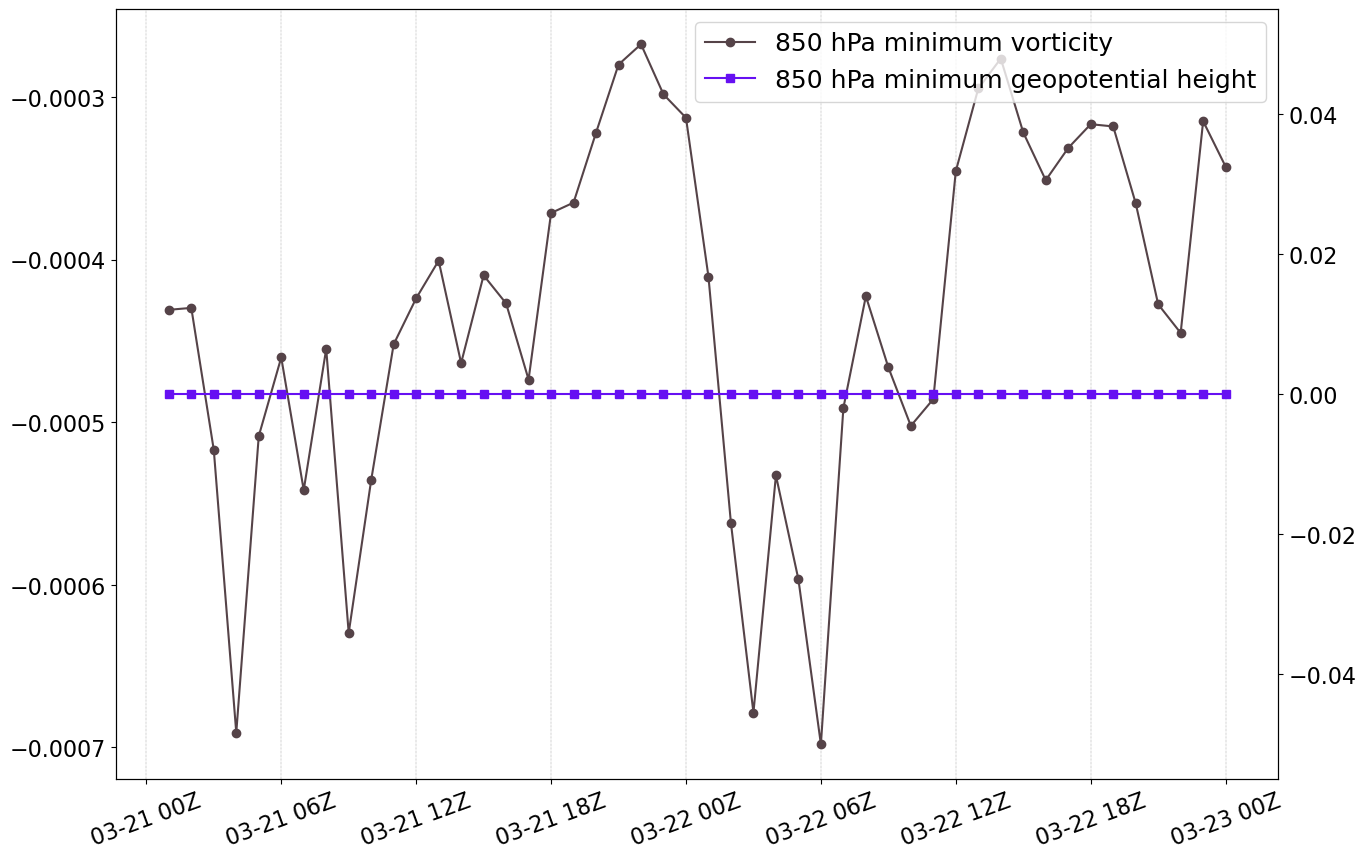 850 hPa minimum vorticity
850 hPa minimum geopotential height
−0.003
−0.0004
−0.0005
−0.0006
−0.0007
0.04
0.02
0.00
−0.02
−0.04
03-21 00Z
03-21 06Z
03-21 12Z
03-21 18Z
03-22 00Z
03-22 06Z
03-22 12Z
03-22 18Z
03-23 00Z